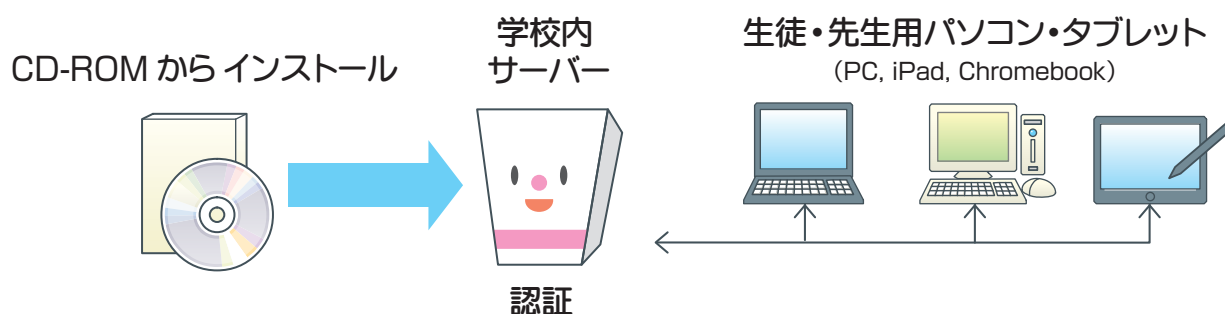 CD-ROM から インストール
学校内
サーバー
認証
生徒・先生用パソコン・タブレット
（PC, iPad, Chromebook）